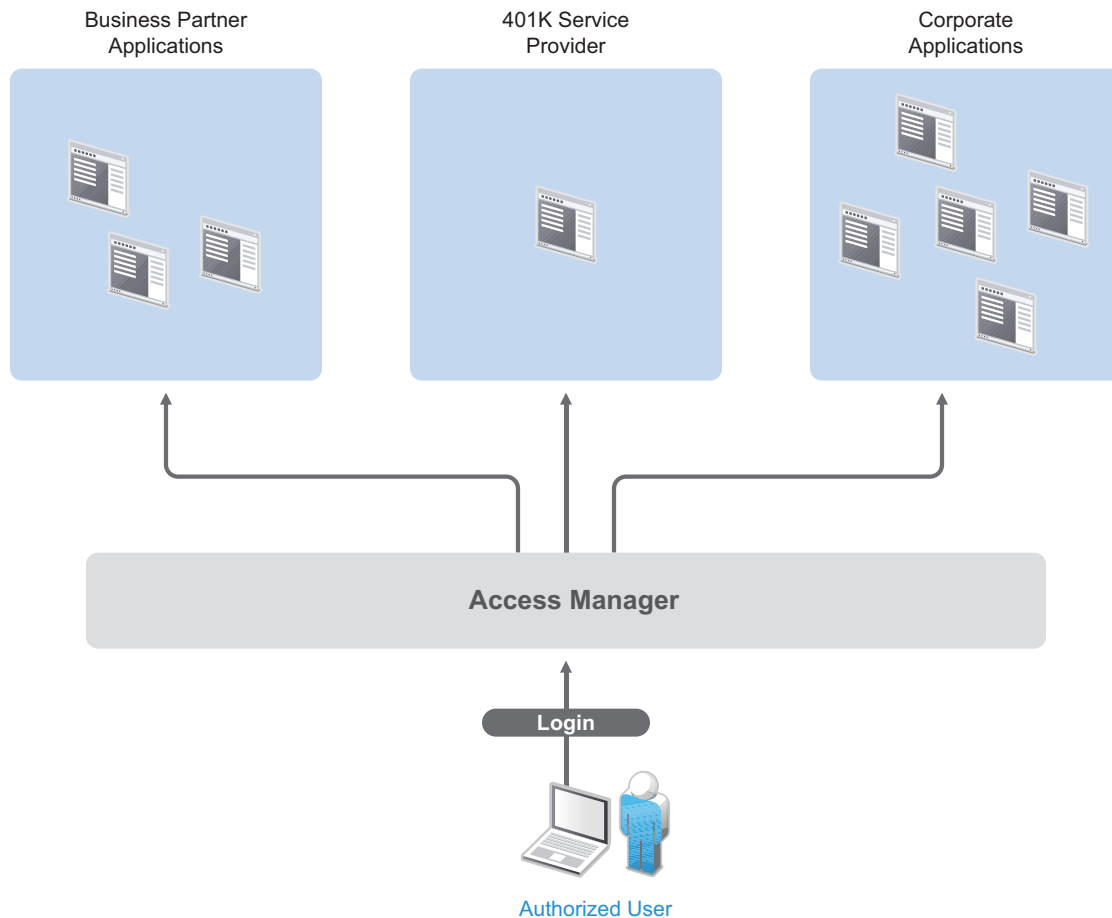 Business Partner
Applications
401K Service
Provider
Corporate
Applications
Access Manager
Login
Authorized User